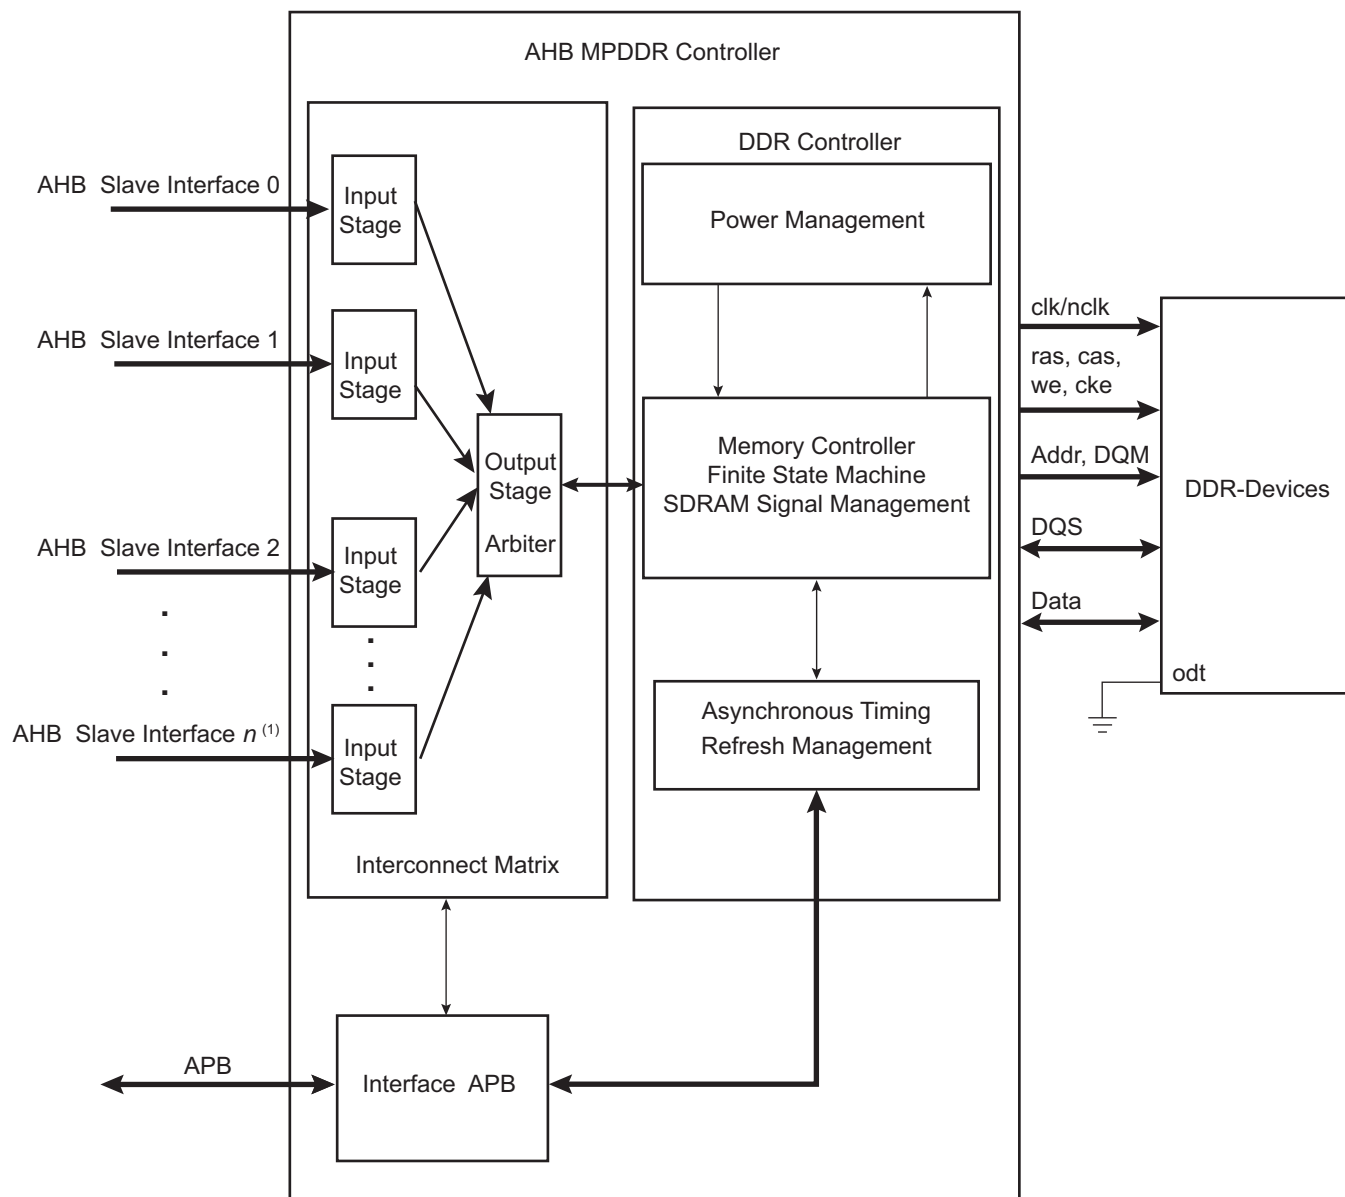 AHB MPDDR Controller
DDR Controller
AHB Slave Interface 0
Input
Stage
Power Management
AHB Slave Interface 1
Input
Stage
clk/nclk
ras, cas,
we, cke
Output
Stage
Arbiter
Memory Controller
Finite State Machine
SDRAM Signal Management
Addr, DQM
DDR-Devices
DQS
AHB Slave Interface 2
Input
Stage
Data
odt
AHB Slave Interface n (1)
Input
Stage
Asynchronous Timing
Refresh Management
Interconnect Matrix
APB
Interface APB